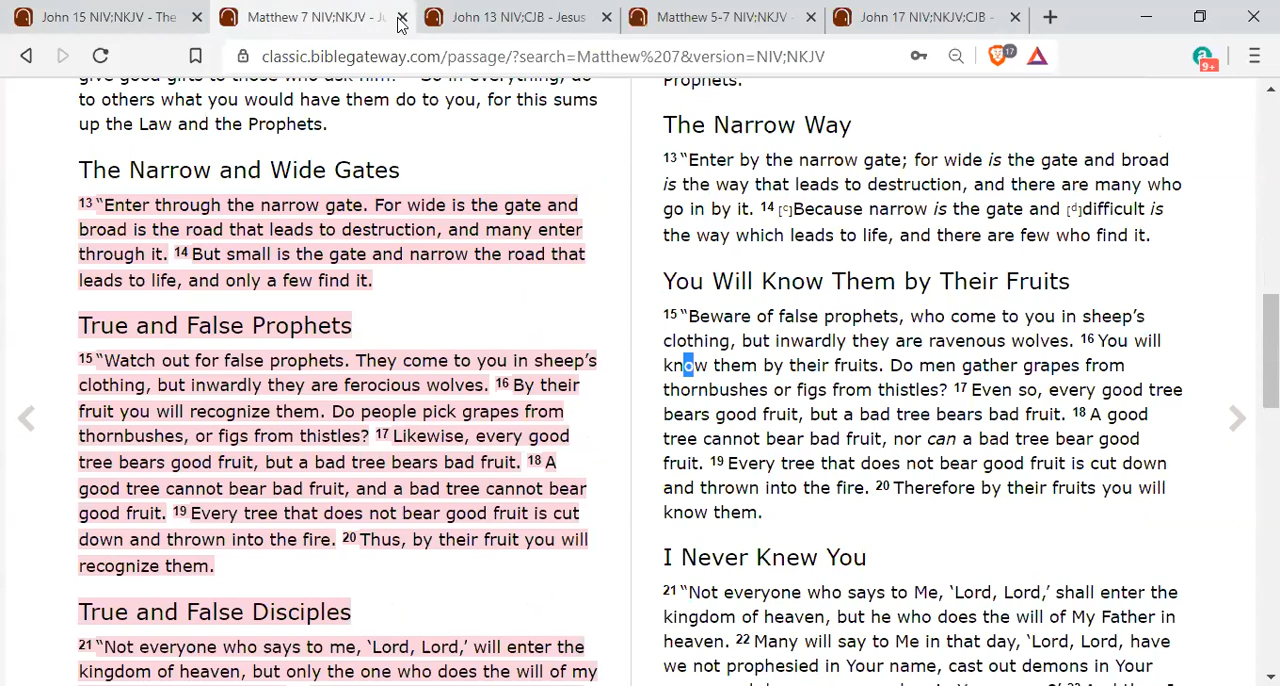 John 15 NIV;NKJV - The
Matthew 7 NIV;NKJV - Ju
John 13 NIV;CJB - Jesus
Matthew 5-7 NIV;NKJV -
John 17 NIV;NKJV;CJB -
classic.biblegateway.com/passage/?search=Matthew%207&version=NIV;NKJV
17
9+
give good gifts to those who ask him! So in everything, do
to others what you would have them do to you, for this sums
up the Law and the Prophets.
The Narrow and Wide Gates
13 “Enter through the narrow gate. For wide is the gate and
broad is the road that leads to destruction, and many enter
through it. 14 But small is the gate and narrow the road that
leads to life, and only a few find it.
True and False Prophets
15 “Watch out for false prophets. They come to you in sheep’s
clothing, but inwardly they are ferocious wolves. 16 By their
fruit you will recognize them. Do people pick grapes from
thornbushes, or figs from thistles? 17 Likewise, every good
tree bears good fruit, but a bad tree bears bad fruit. 18 A
good tree cannot bear bad fruit, and a bad tree cannot bear
good fruit. 19 Every tree that does not bear good fruit is cut
down and thrown into the fire. 20 Thus, by their fruit you will
recognize them.
True and False Disciples
21 “Not everyone who says to me, ‘Lord, Lord,’ will enter the
kingdom of heaven, but only the one who does the will of my
Prophets.
The Narrow Way
13 “Enter by the narrow gate; for wide is the gate and broad
is the way that leads to destruction, and there are many who
go in by it. 14 [c]Because narrow is the gate and [d]difficult is
the way which leads to life, and there are few who find it.
You Will Know Them by Their Fruits
15 “Beware of false prophets, who come to you in sheep’s
clothing, but inwardly they are ravenous wolves. 16 You will
know them by their fruits. Do men gather grapes from
thornbushes or figs from thistles? 17 Even so, every good tree
bears good fruit, but a bad tree bears bad fruit. 18 A good
tree cannot bear bad fruit, nor can a bad tree bear good
fruit. 19 Every tree that does not bear good fruit is cut down
and thrown into the fire. 20 Therefore by their fruits you will
know them.
I Never Knew You
21 “Not everyone who says to Me, ‘Lord, Lord,’ shall enter the
kingdom of heaven, but he who does the will of My Father in
heaven. 22 Many will say to Me in that day, ‘Lord, Lord, have
we not prophesied in Your name, cast out demons in Your